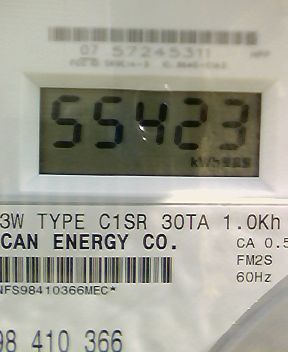 07 57245311
55423
kWh
3W TYPE C1SR 30TA 1.0Kh
CAN ENERGY CO.
CA 0.5
FM2S
60Hz
NFS98410366MEC*
98 410 366